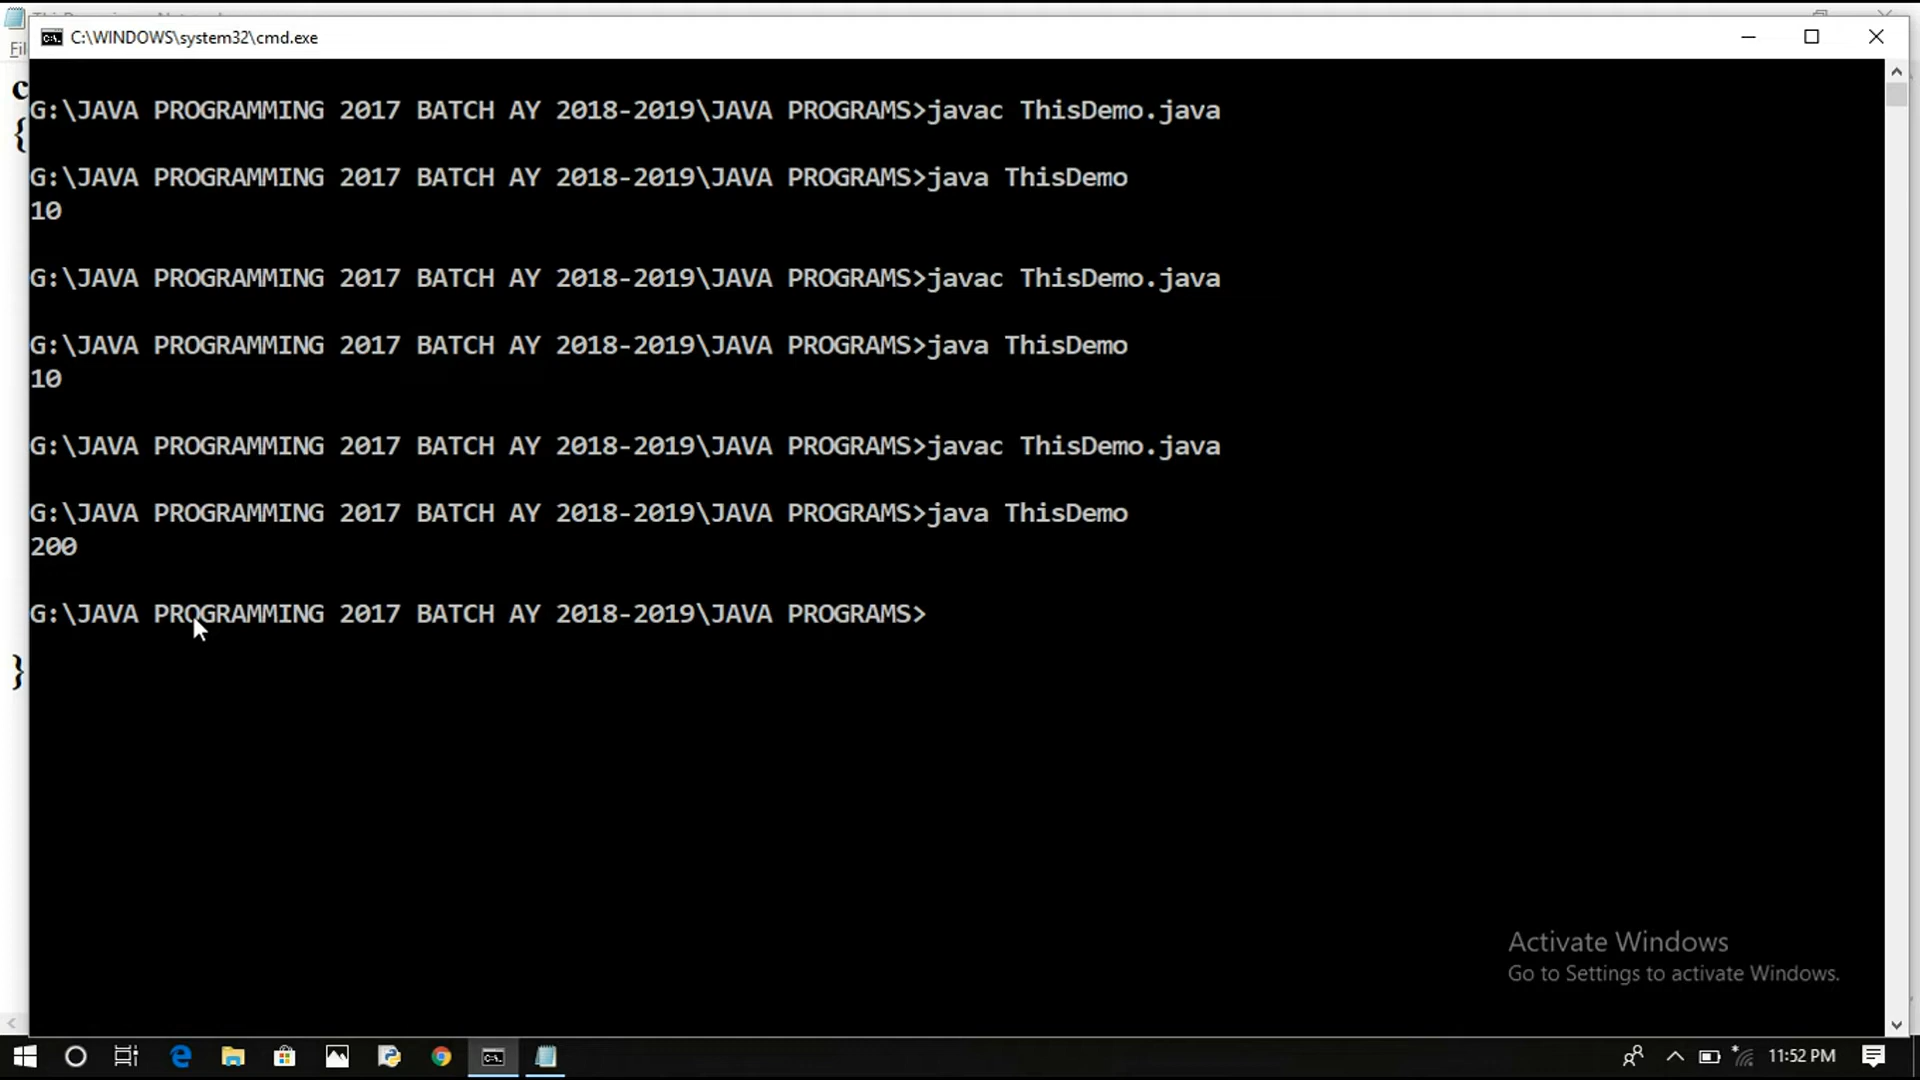 C:\WINDOWS\system32\cmd.exe
Fil
c
{
G:\JAVA PROGRAMMING 2017 BATCH AY 2018-2019\JAVA PROGRAMS>javac ThisDemo.java
G:\JAVA PROGRAMMING 2017 BATCH AY 2018-2019\JAVA PROGRAMS>java ThisDemo
10
G:\JAVA PROGRAMMING 2017 BATCH AY 2018-2019\JAVA PROGRAMS>javac ThisDemo.java
G:\JAVA PROGRAMMING 2017 BATCH AY 2018-2019\JAVA PROGRAMS>java ThisDemo
10
G:\JAVA PROGRAMMING 2017 BATCH AY 2018-2019\JAVA PROGRAMS>javac ThisDemo.java
G:\JAVA PROGRAMMING 2017 BATCH AY 2018-2019\JAVA PROGRAMS>java ThisDemo
200
G:\JAVA PROGRAMMING 2017 BATCH AY 2018-2019\JAVA PROGRAMS>
}
Activate Windows
Go to Settings to activate Windows.
11:52 PM